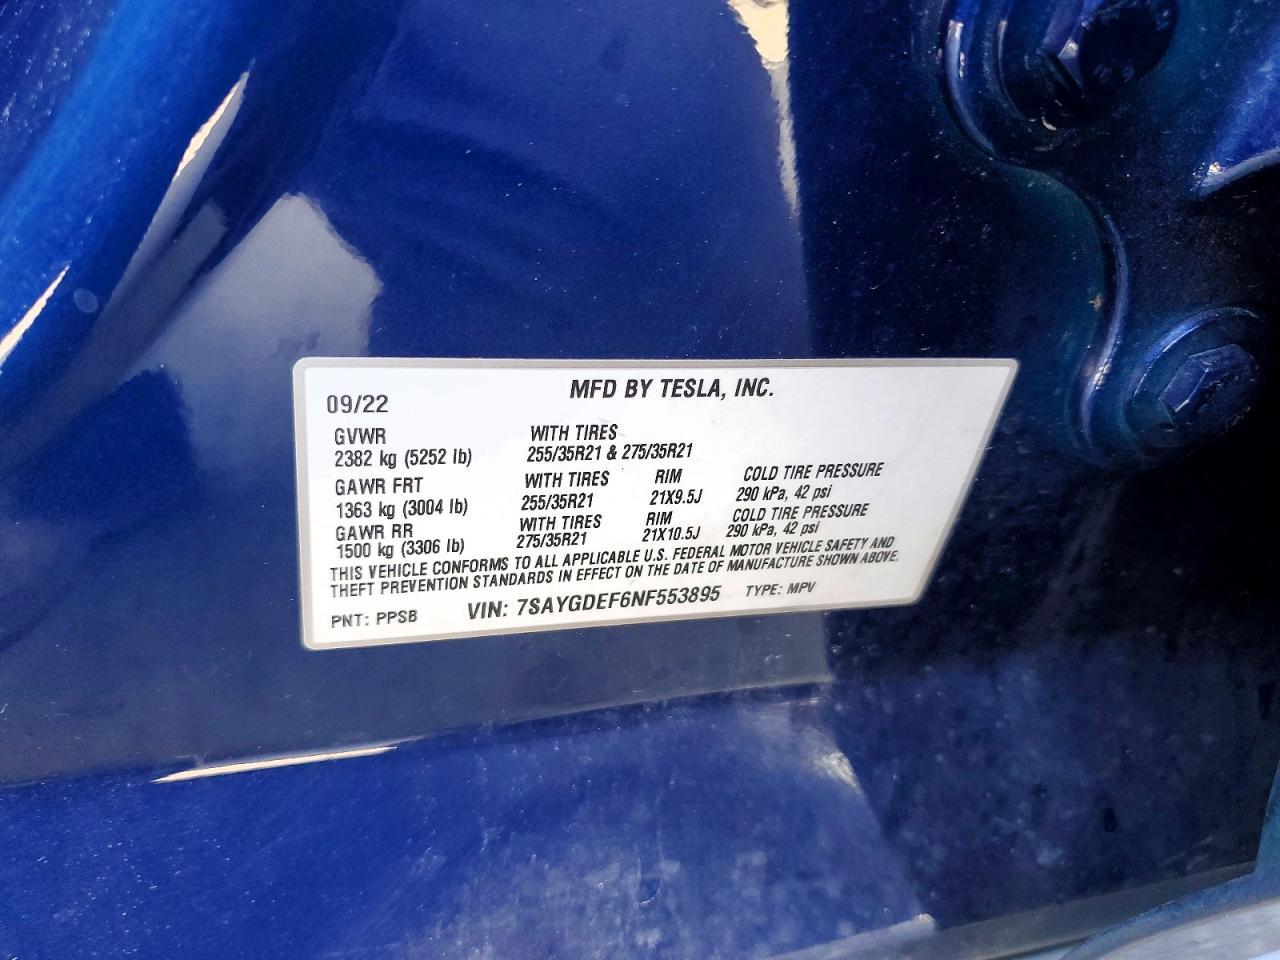 MFD BY TESLA, INC.
09/22
GVWR WITH TIRES
2382 kg (5252 lb) 255/35R21 & 275/35R21
GAWR FRT WITH TIRES RIM COLD TIRE PRESSURE
1363 kg (3004 lb) 255/35R21 21X9.5J 290 kPa, 42 psi
GAWR RR WITH TIRES RIM COLD TIRE PRESSURE
1500 kg (3306 lb) 275/35R21 21X10.5J 290 kPa, 42 psi
THIS VEHICLE CONFORMS TO ALL APPLICABLE U.S. FEDERAL MOTOR VEHICLE SAFETY AND
THEFT PREVENTION STANDARDS IN EFFECT ON THE DATE OF MANUFACTURE SHOWN ABOVE.
PNT: PPSB VIN: 7SAYGDEF6NF553895 TYPE: MPV